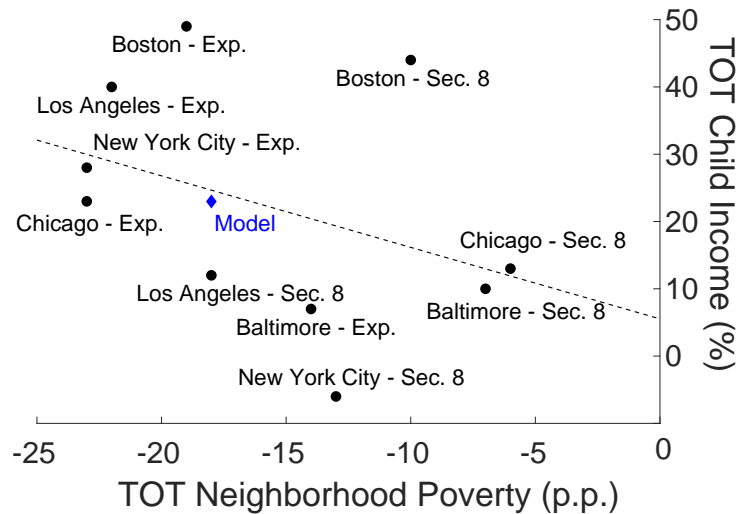 50
Boston - Exp.
Boston - Sec. 8
40
Los Angeles - Exp.
New York City - Exp.
30
Chicago - Exp.
Model
20
Chicago - Sec. 8
Los Angeles - Sec. 8
10
Baltimore - Sec. 8
Baltimore - Exp.
0
New York City - Sec. 8
TOT Child Income (%)
-25
-20
-15
-10
-5
0
TOT Neighborhood Poverty (p.p.)